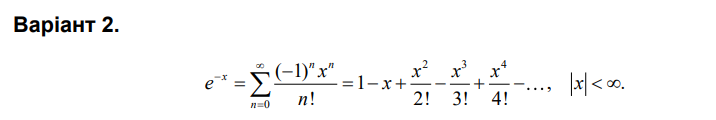 Варіант 2.
e^{-x} = \sum_{n=0}^{\infty} \frac{(-1)^n x^n}{n!} = 1 - x + \frac{x^2}{2!} - \frac{x^3}{3!} + \frac{x^4}{4!} - \ldots, \quad |x| < \infty.